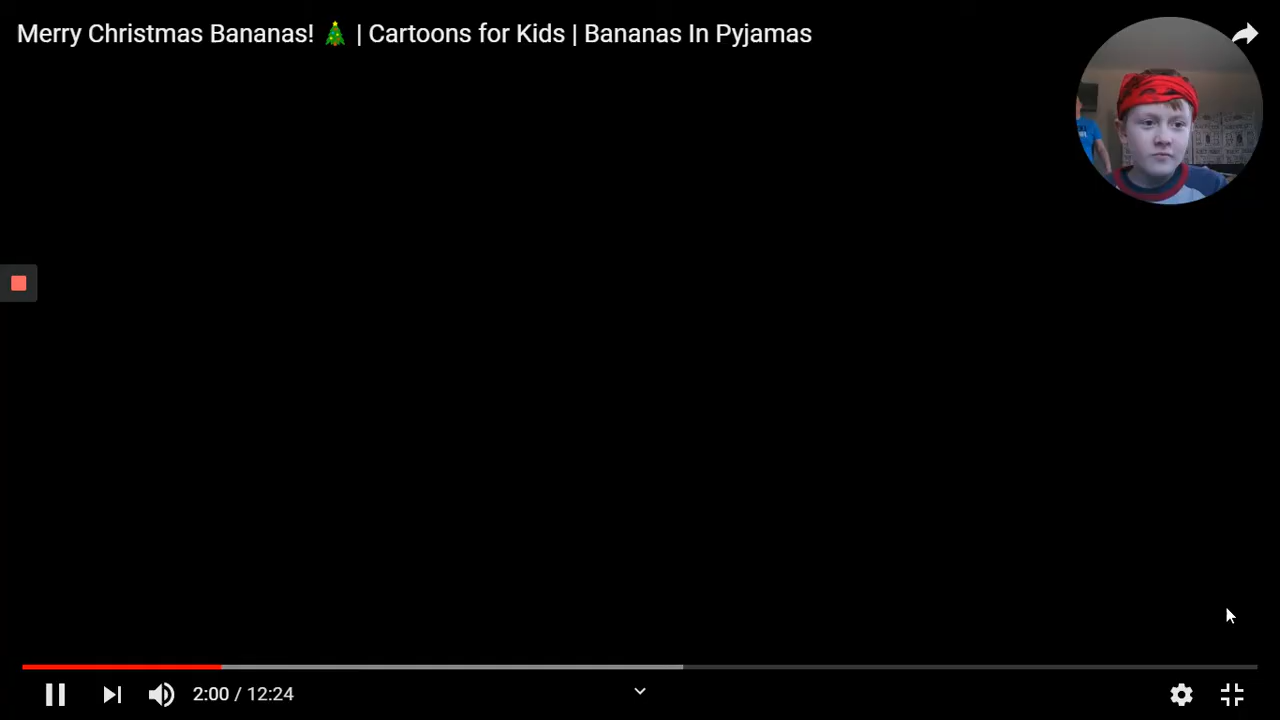 Merry Christmas Bananas! 🎄 | Cartoons for Kids | Bananas In Pyjamas
2:00 / 12:24